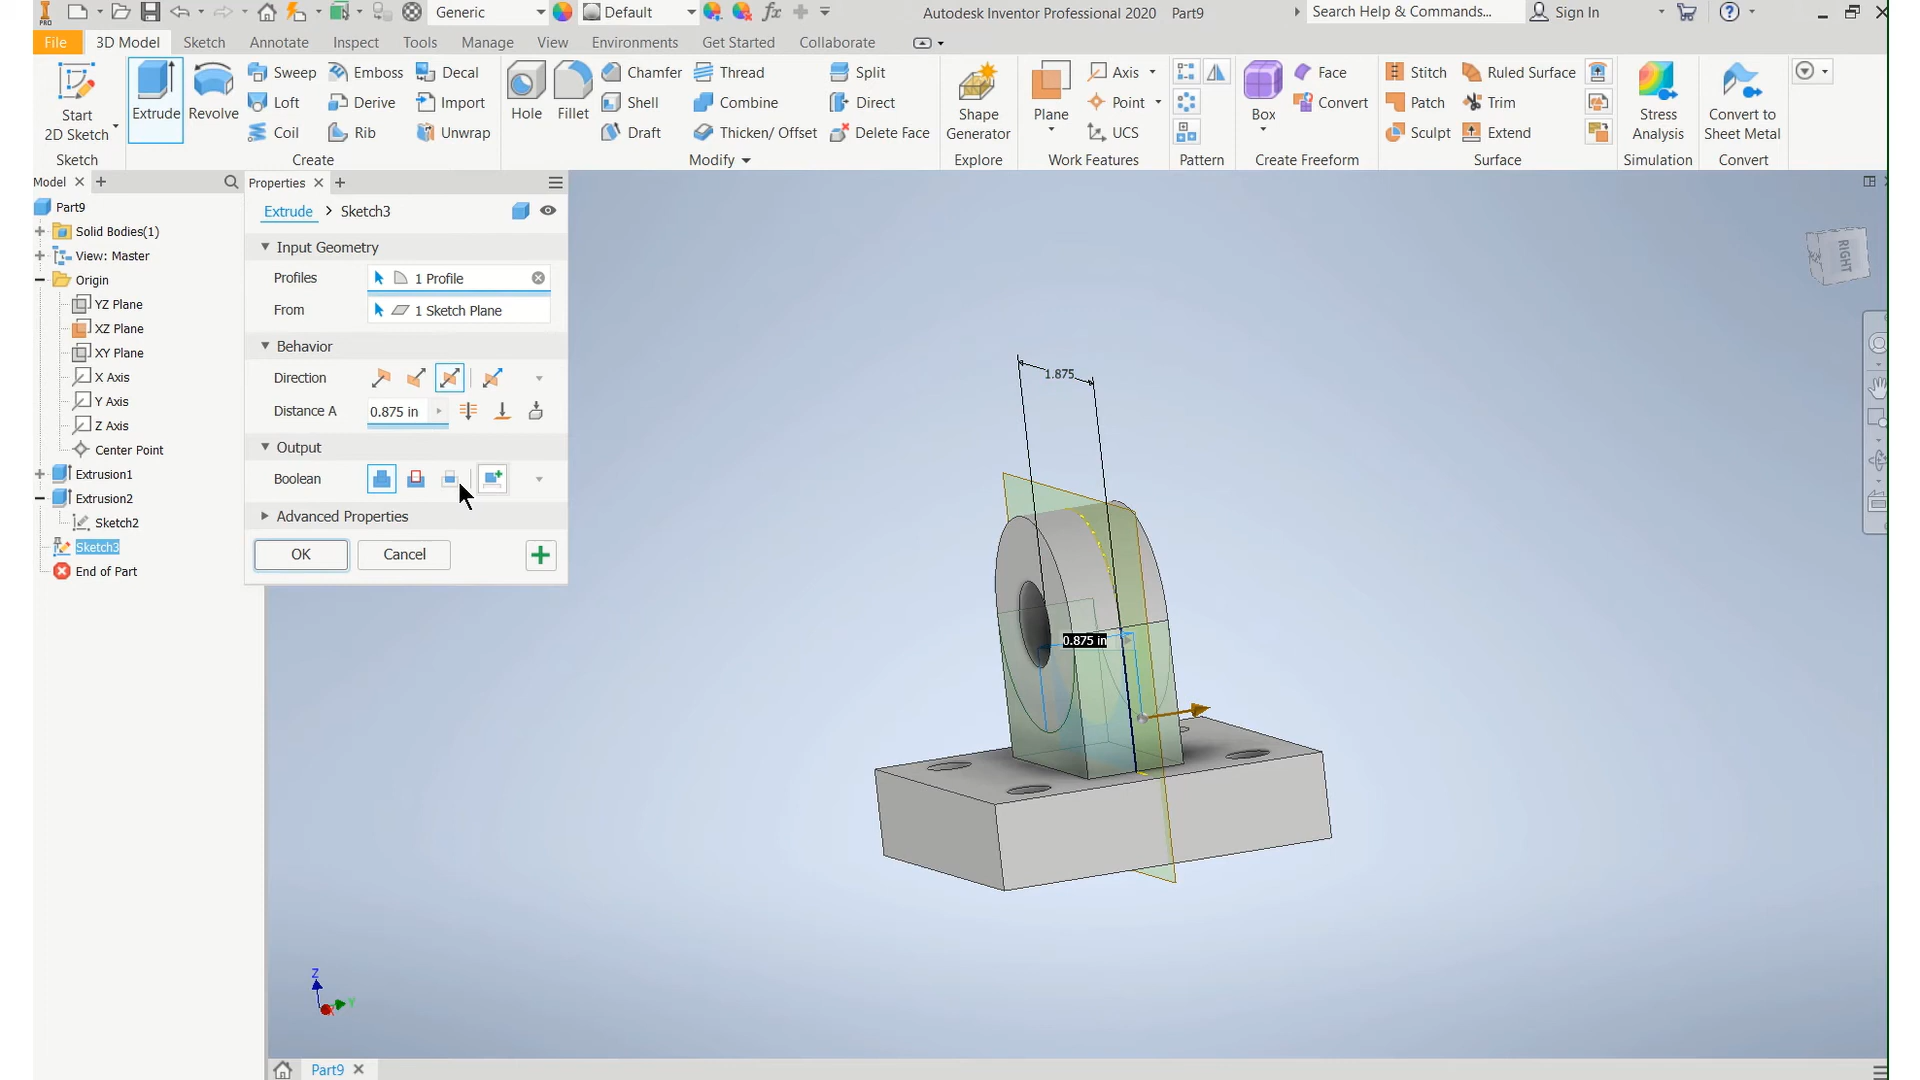 PRO
Generic
Default
fx
Autodesk Inventor Professional 2020 Part9
Search Help & Commands...
Sign In
File
3D Model
Sketch
Annotate
Inspect
Tools
Manage
View
Environments
Get Started
Collaborate
Start
2D Sketch
Sketch
Extrude
Revolve
Sweep
Emboss
Decal
Loft
Derive
Import
Coil
Rib
Unwrap
Create
Hole
Fillet
Chamfer
Thread
Split
Shell
Combine
Direct
Draft
Thicken/ Offset
Delete Face
Modify
Shape
Generator
Explore
Plane
Axis
Point
UCS
Work Features
Pattern
Box
Face
Convert
Create Freeform
Stitch
Ruled Surface
Patch
Trim
Sculpt
Extend
Surface
Stress
Analysis
Simulation
Convert to
Sheet Metal
Convert
Model
Part9
Solid Bodies(1)
View: Master
Origin
YZ Plane
XZ Plane
XY Plane
X Axis
Y Axis
Z Axis
Center Point
Extrusion1
Extrusion2
Sketch2
Sketch3
End of Part
Properties
Extrude > Sketch3
Input Geometry
Profiles
1 Profile
From
1 Sketch Plane
Behavior
Direction
Distance A
0.875 in
Output
Boolean
Advanced Properties
OK
Cancel
1.875
0.875 in
RIGHT
Z
Y
Part9